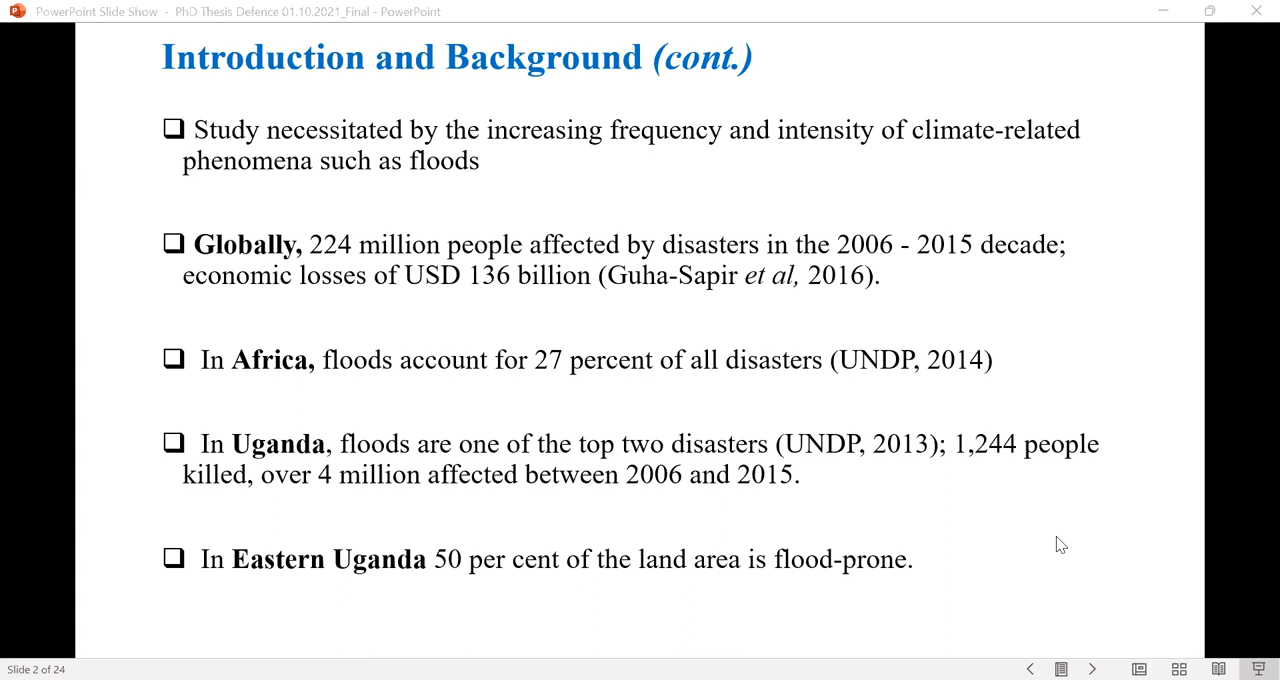 PowerPoint Slide Show - PhD Thesis Defence 01.10.2021_Final - PowerPoint
Introduction and Background (cont.)
❑ Study necessitated by the increasing frequency and intensity of climate-related
phenomena such as floods
❑ Globally, 224 million people affected by disasters in the 2006 - 2015 decade;
economic losses of USD 136 billion (Guha-Sapir et al, 2016).
❑ In Africa, floods account for 27 percent of all disasters (UNDP, 2014)
❑ In Uganda, floods are one of the top two disasters (UNDP, 2013); 1,244 people
killed, over 4 million affected between 2006 and 2015.
❑ In Eastern Uganda 50 per cent of the land area is flood-prone.
Slide 2 of 24